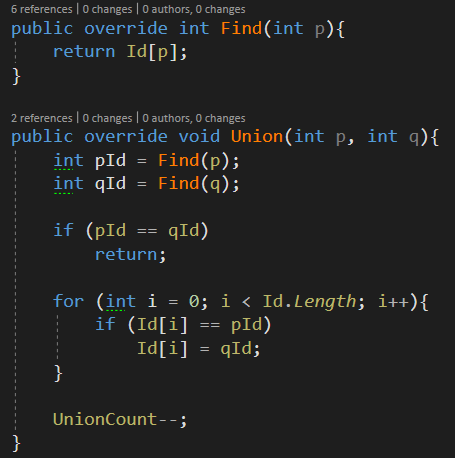 6 references | 0 changes | 0 authors, 0 changes
public override int Find(int p){
    return Id[p];
}
2 references | 0 changes | 0 authors, 0 changes
public override void Union(int p, int q){
    int pId = Find(p);
    int qId = Find(q);
    if (pId == qId)
        return;
    for (int i = 0; i < Id.Length; i++){
        if (Id[i] == pId)
            Id[i] = qId;
    }
    UnionCount--;
}